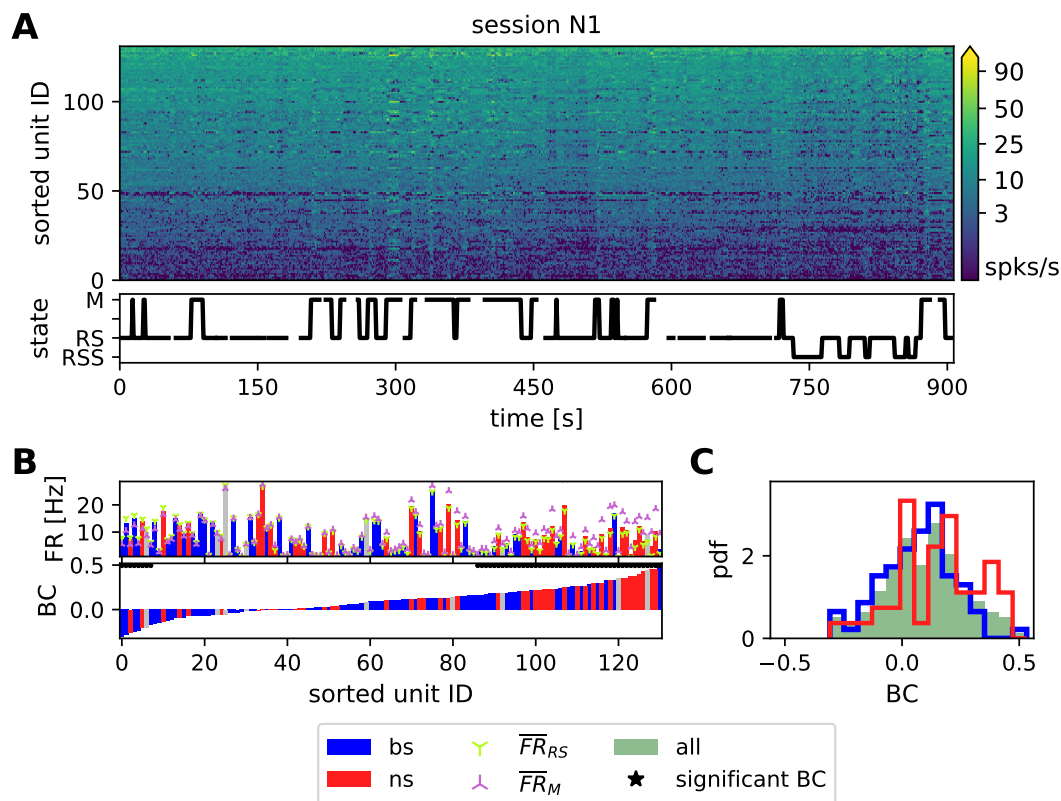 A
session N1
sorted unit ID
100
50
0
90
50
25
10
3
spks/s
state
M
RS
RSS
0 150 300 450 600 750 900
time [s]
B
FR [Hz]
20
10
BC
0.5
0.0
0 20 40 60 80 100 120
sorted unit ID
C
pdf
2
0
−0.5 0.0 0.5
BC
bs
ns
FR RS
FR M
all
significant BC